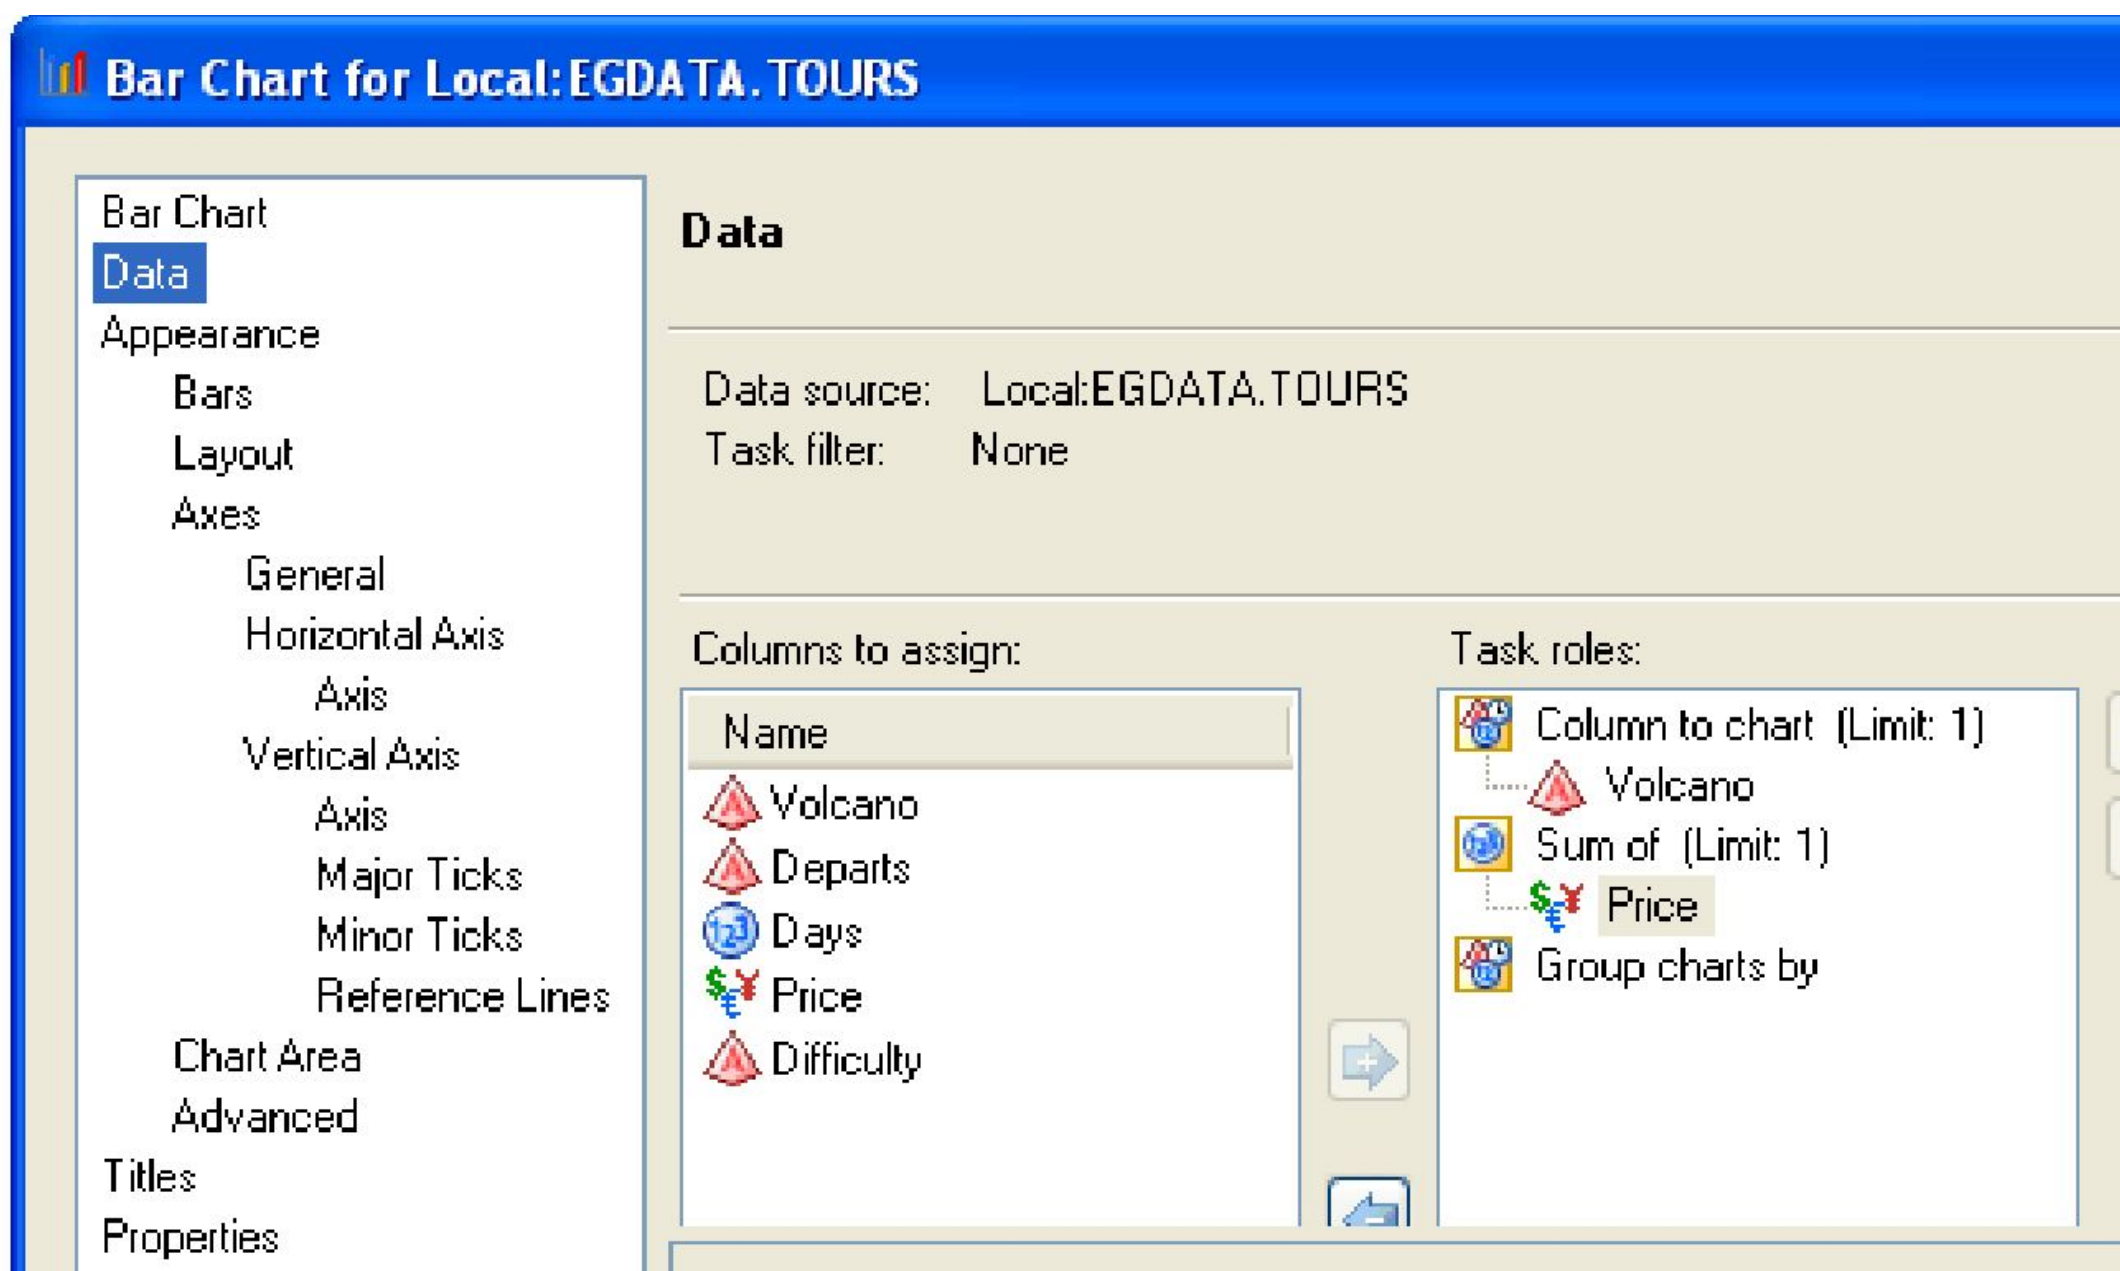 Bar Chart for Local:EGDATA.TOURS
Bar Chart
Data
Appearance
Bars
Layout
Axes
General
Horizontal Axis
Axis
Vertical Axis
Axis
Major Ticks
Minor Ticks
Reference Lines
Chart Area
Advanced
Titles
Properties
Data
Data source: Local:EGDATA.TOURS
Task filter: None
Columns to assign:
Name
Volcano
Departs
Days
Price
Difficulty
Task roles:
Column to chart (Limit: 1)
Volcano
Sum of (Limit: 1)
Price
Group charts by